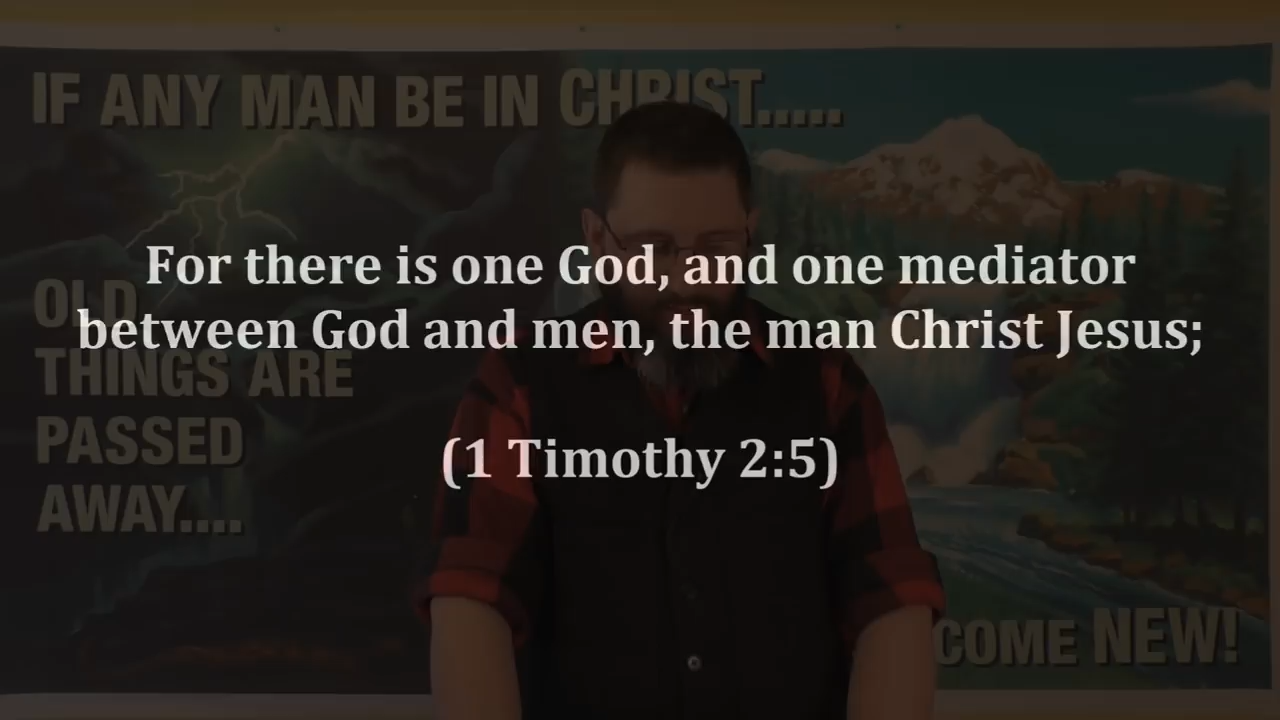 IF ANY MAN BE IN CHRIST.....
For there is one God, and one mediator
between God and men, the man Christ Jesus;
(1 Timothy 2:5)
OLD
THINGS ARE
PASSED
AWAY....
COME NEW!